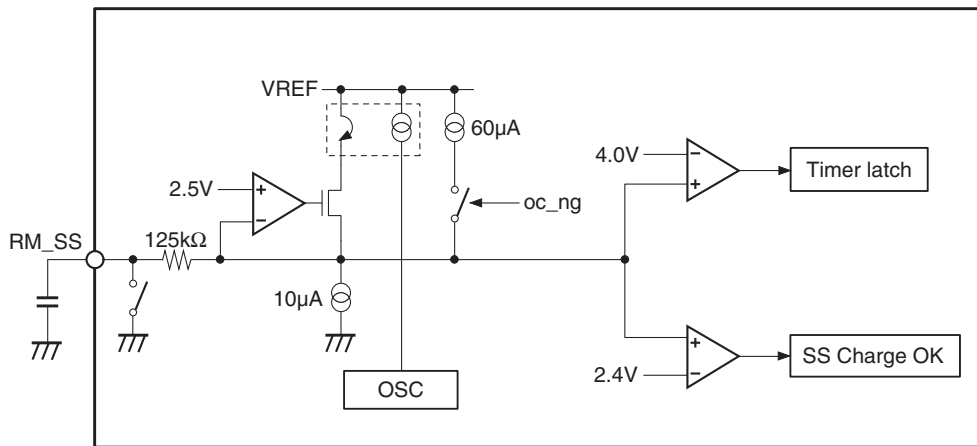 VREF
60μA
4.0V
Timer latch
2.5V
oc_ng
RM_SS
125kΩ
10μA
SS Charge OK
2.4V
OSC